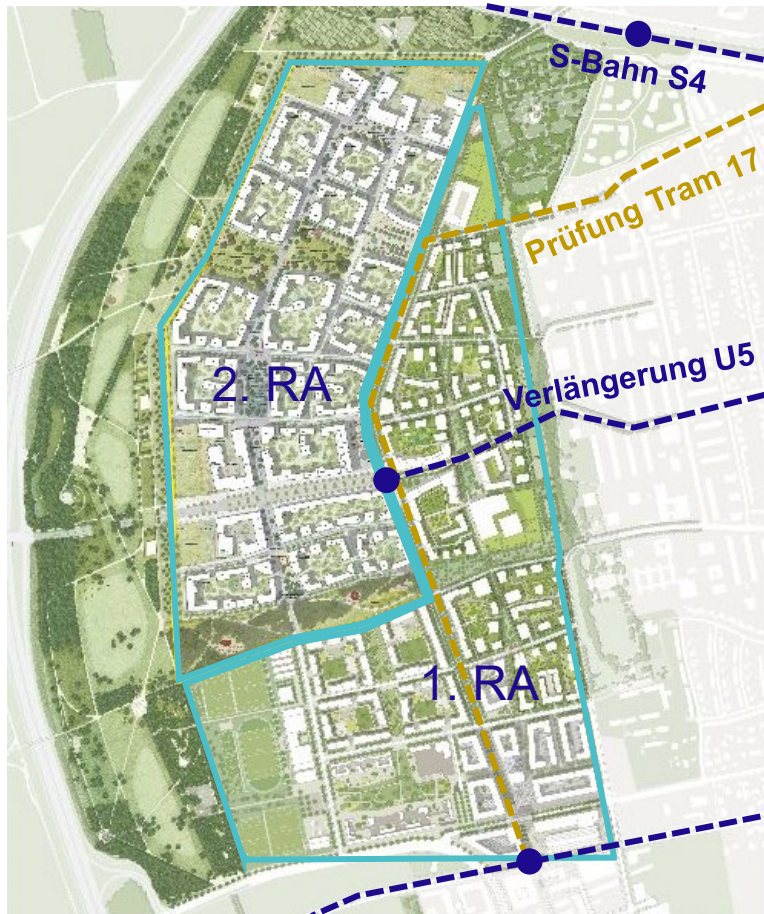 S-Bahn S4
Prüfung Tram 17
Verlängerung U5
2. RA
1. RA